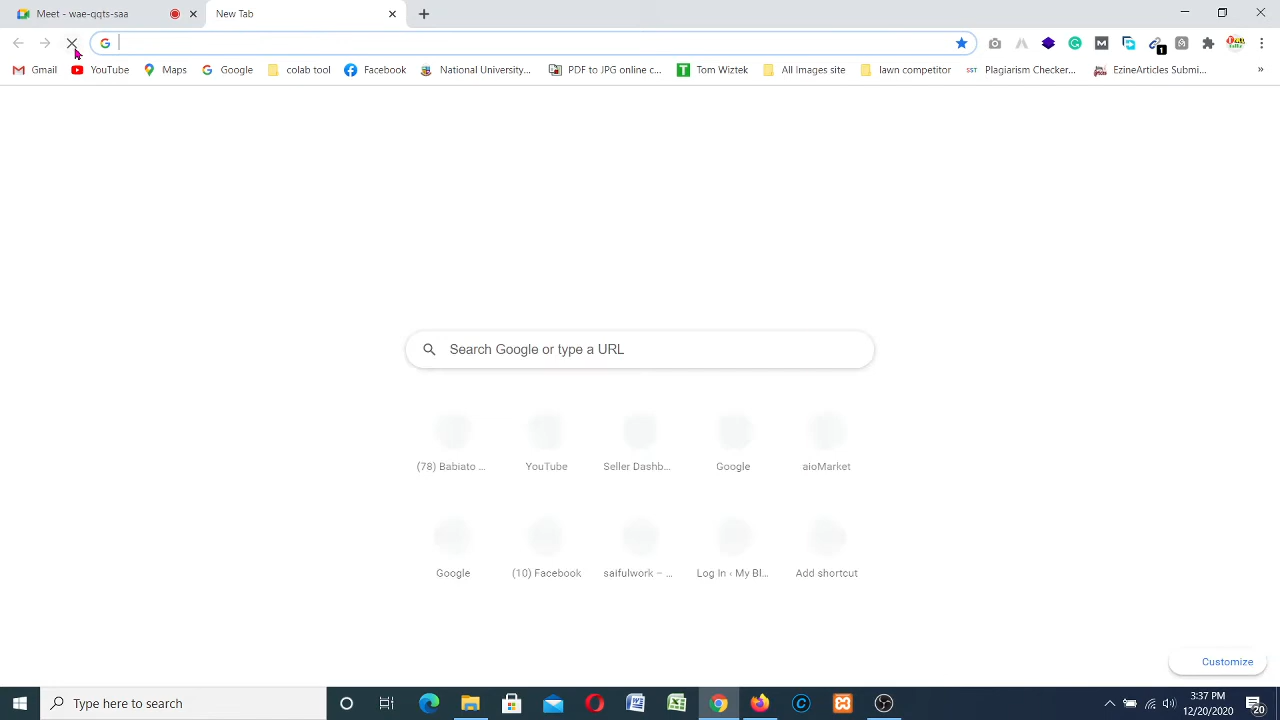 Meet - wae-qqts-saa
New Tab
Gmail
YouTube
Maps
Google
colab tool
Facebook
National University...
PDF to JPG online c...
Tom Wiztek
All Images site
lawn competitor
Plagiarism Checker...
EzineArticles Submi...
»
Search Google or type a URL
(78) Babiato ...
YouTube
Seller Dashb...
Google
aioMarket
Google
(10) Facebook
saifulwork – ...
Log In ‹ My Bl...
Add shortcut
Customize
Type here to search
3:37 PM
12/20/2020
20